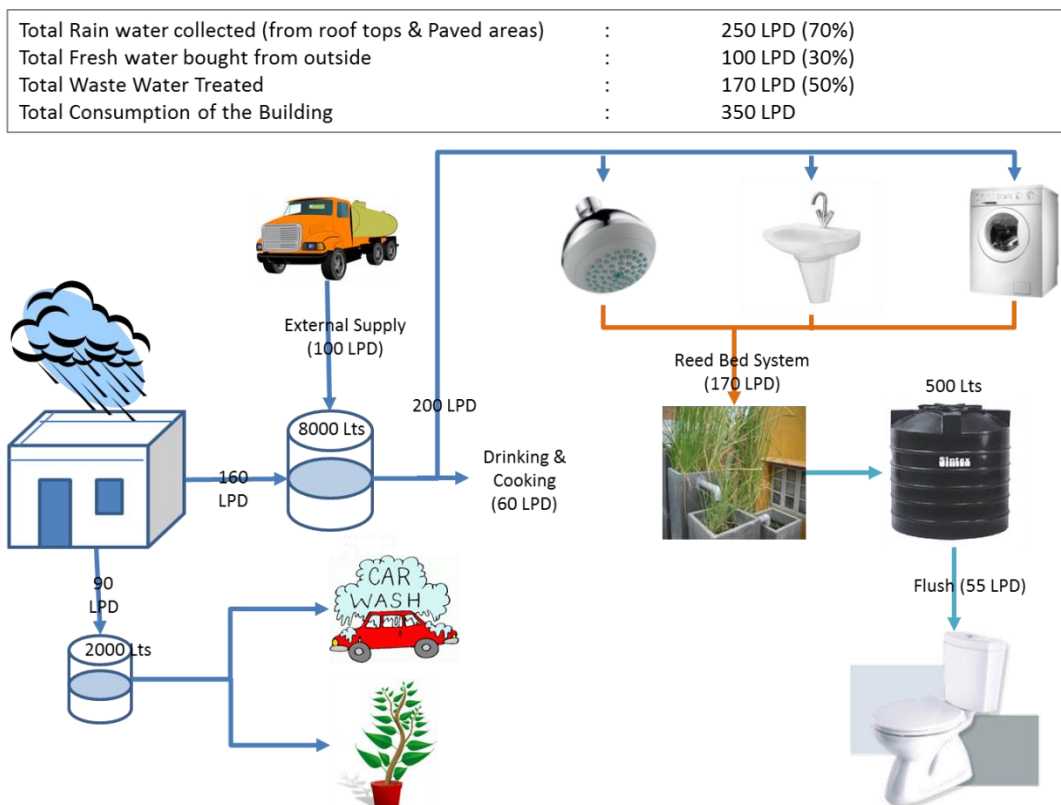 Total Rain water collected (from roof tops & Paved areas) : 250 LPD (70%)
Total Fresh water bought from outside : 100 LPD (30%)
Total Waste Water Treated : 170 LPD (50%)
Total Consumption of the Building : 350 LPD
External Supply
(100 LPD)
8000 Lts
200 LPD
160
LPD
Drinking &
Cooking
(60 LPD)
Reed Bed System
(170 LPD)
500 Lts
Sintex
Flush (55 LPD)
90
LPD
2000 Lts
CAR
WASH